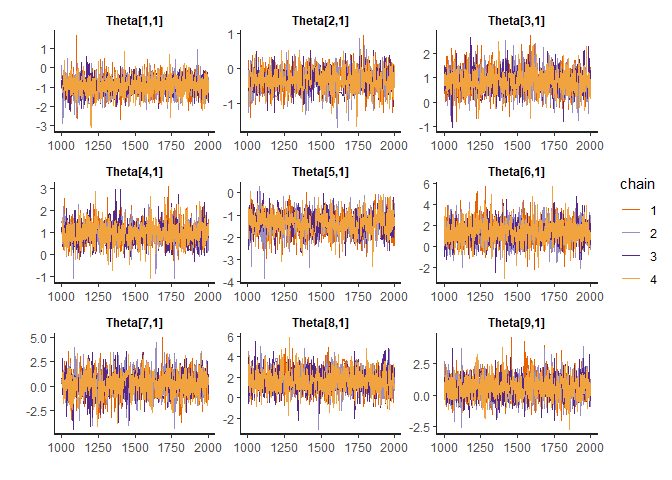 Theta[1,1] Theta[2,1] Theta[3,1]
1 0 -1 -2 -3
1 0 -1
2 1 0 -1
1000 1250 1500 1750 2000 1000 1250 1500 1750 2000 1000 1250 1500 1750 2000
Theta[4,1] Theta[5,1] Theta[6,1]
3 2 1 0 -1
0 -1 -2 -3 -4
6 4 2 0 -2
1000 1250 1500 1750 2000 1000 1250 1500 1750 2000 1000 1250 1500 1750 2000
Theta[7,1] Theta[8,1] Theta[9,1]
5.0 2.5 0.0 -2.5
6 4 2 0 -2
2.5 0.0 -2.5
1000 1250 1500 1750 2000 1000 1250 1500 1750 2000 1000 1250 1500 1750 2000
chain
1
2
3
4